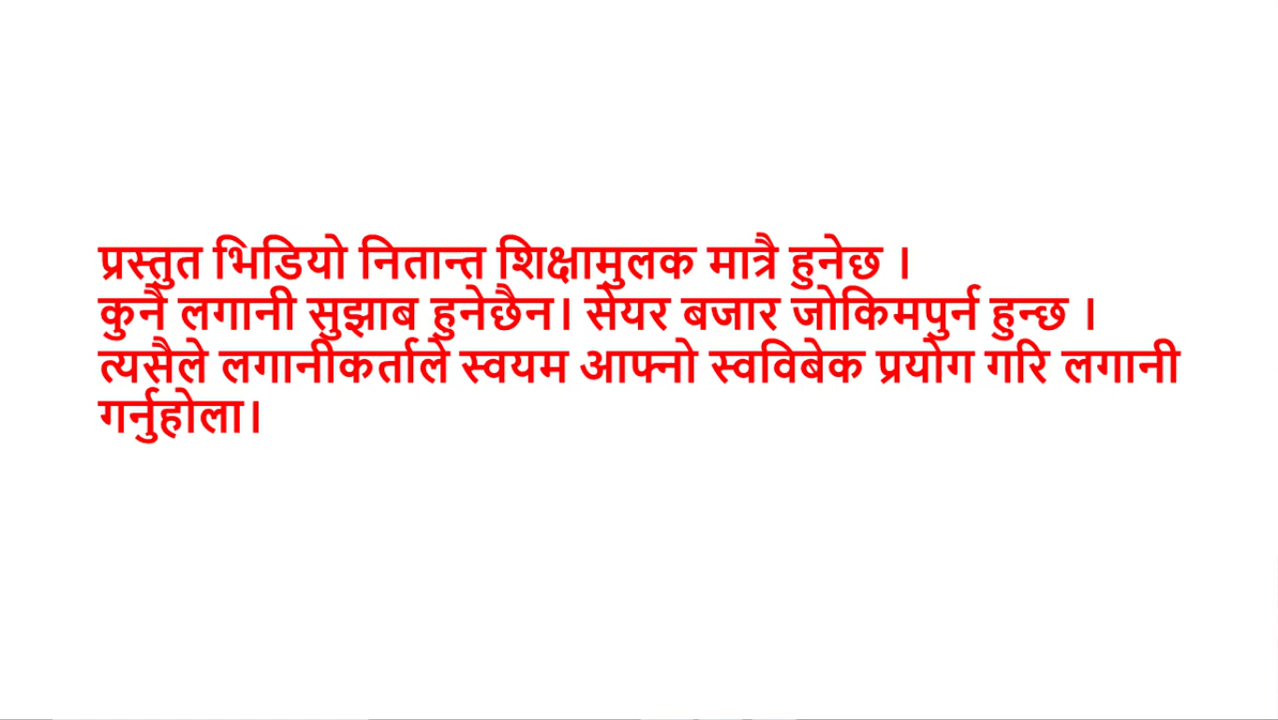 प्रस्तुत भिडियो नितान्त शिक्षामुलक मात्रै हुनेछ ।
कुनै लगानी सुझाब हुनेछैन। सेयर बजार जोकिमपुर्न हुन्छ ।
त्यसैले लगानीकर्ताले स्वयम आफ्नो स्वविबेक प्रयोग गरि लगानी
गर्नुहोला।